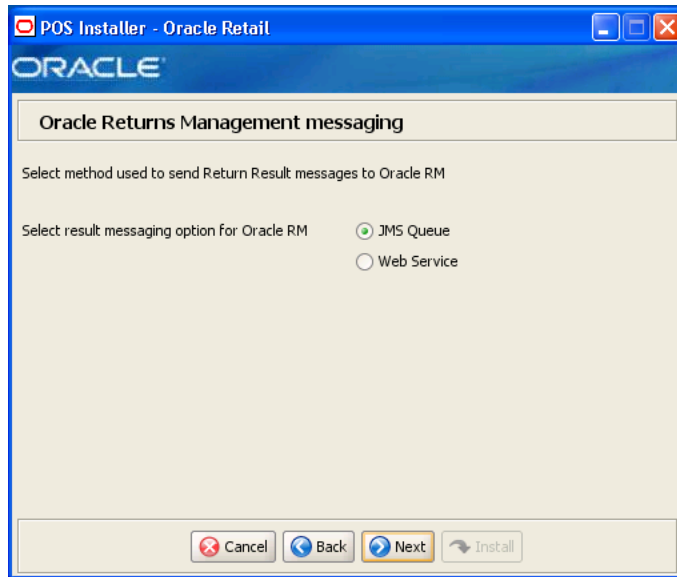 POS Installer - Oracle Retail
ORACLE
Oracle Returns Management messaging
Select method used to send Return Result messages to Oracle RM
Select result messaging option for Oracle RM
JMS Queue
Web Service
Cancel Back Next Install